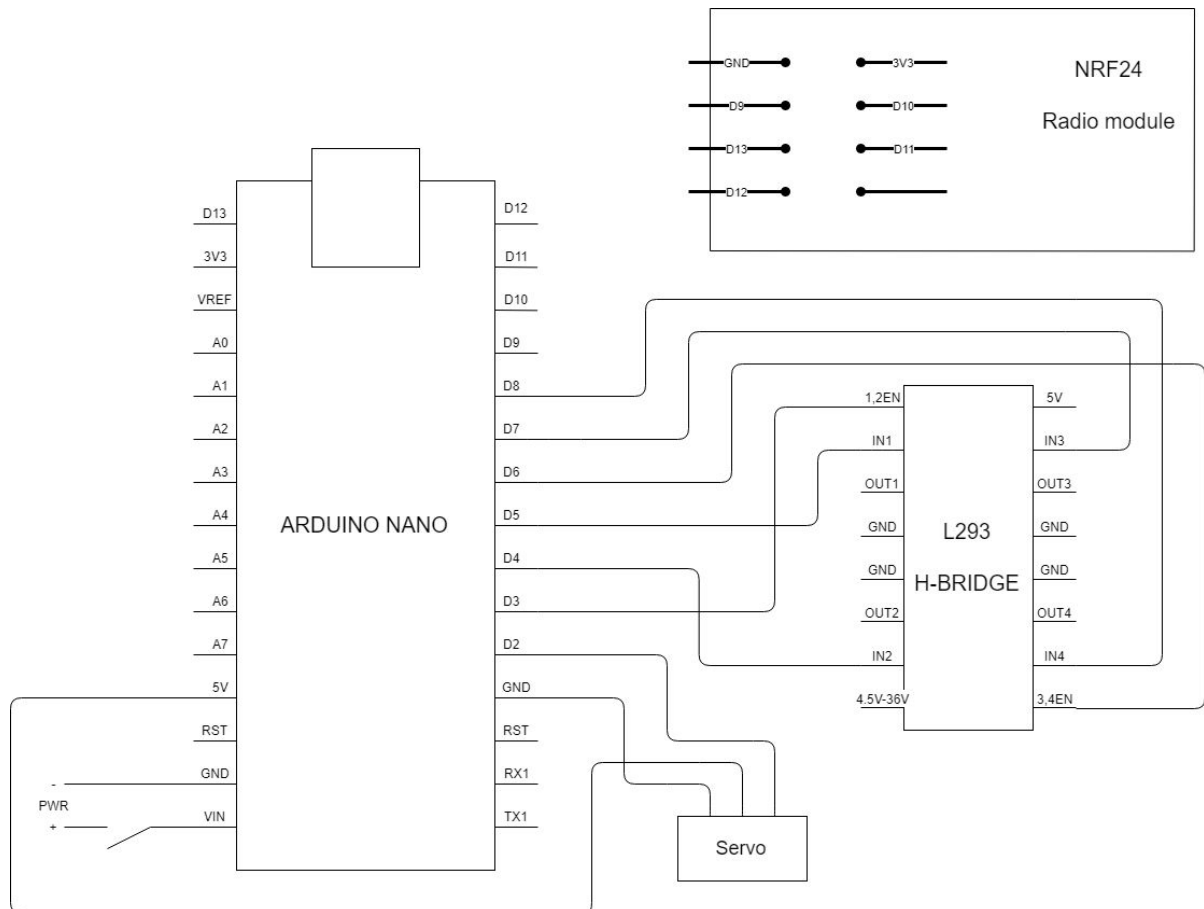 GND
3V3
NRF24
D9
D10
Radio module
D13
D11
D12
D13
D12
3V3
D11
VREF
D10
A0
D9
A1
D8
A2
D7
A3
D6
A4
D5
A5
D4
A6
D3
A7
D2
5V
GND
RST
RST
GND
RX1
VIN
TX1
ARDUINO NANO
-
PWR
+
1,2EN
5V
IN1
IN3
OUT1
OUT3
GND
GND
L293
GND
GND
H-BRIDGE
OUT2
OUT4
IN2
IN4
4.5V-36V
3,4EN
Servo